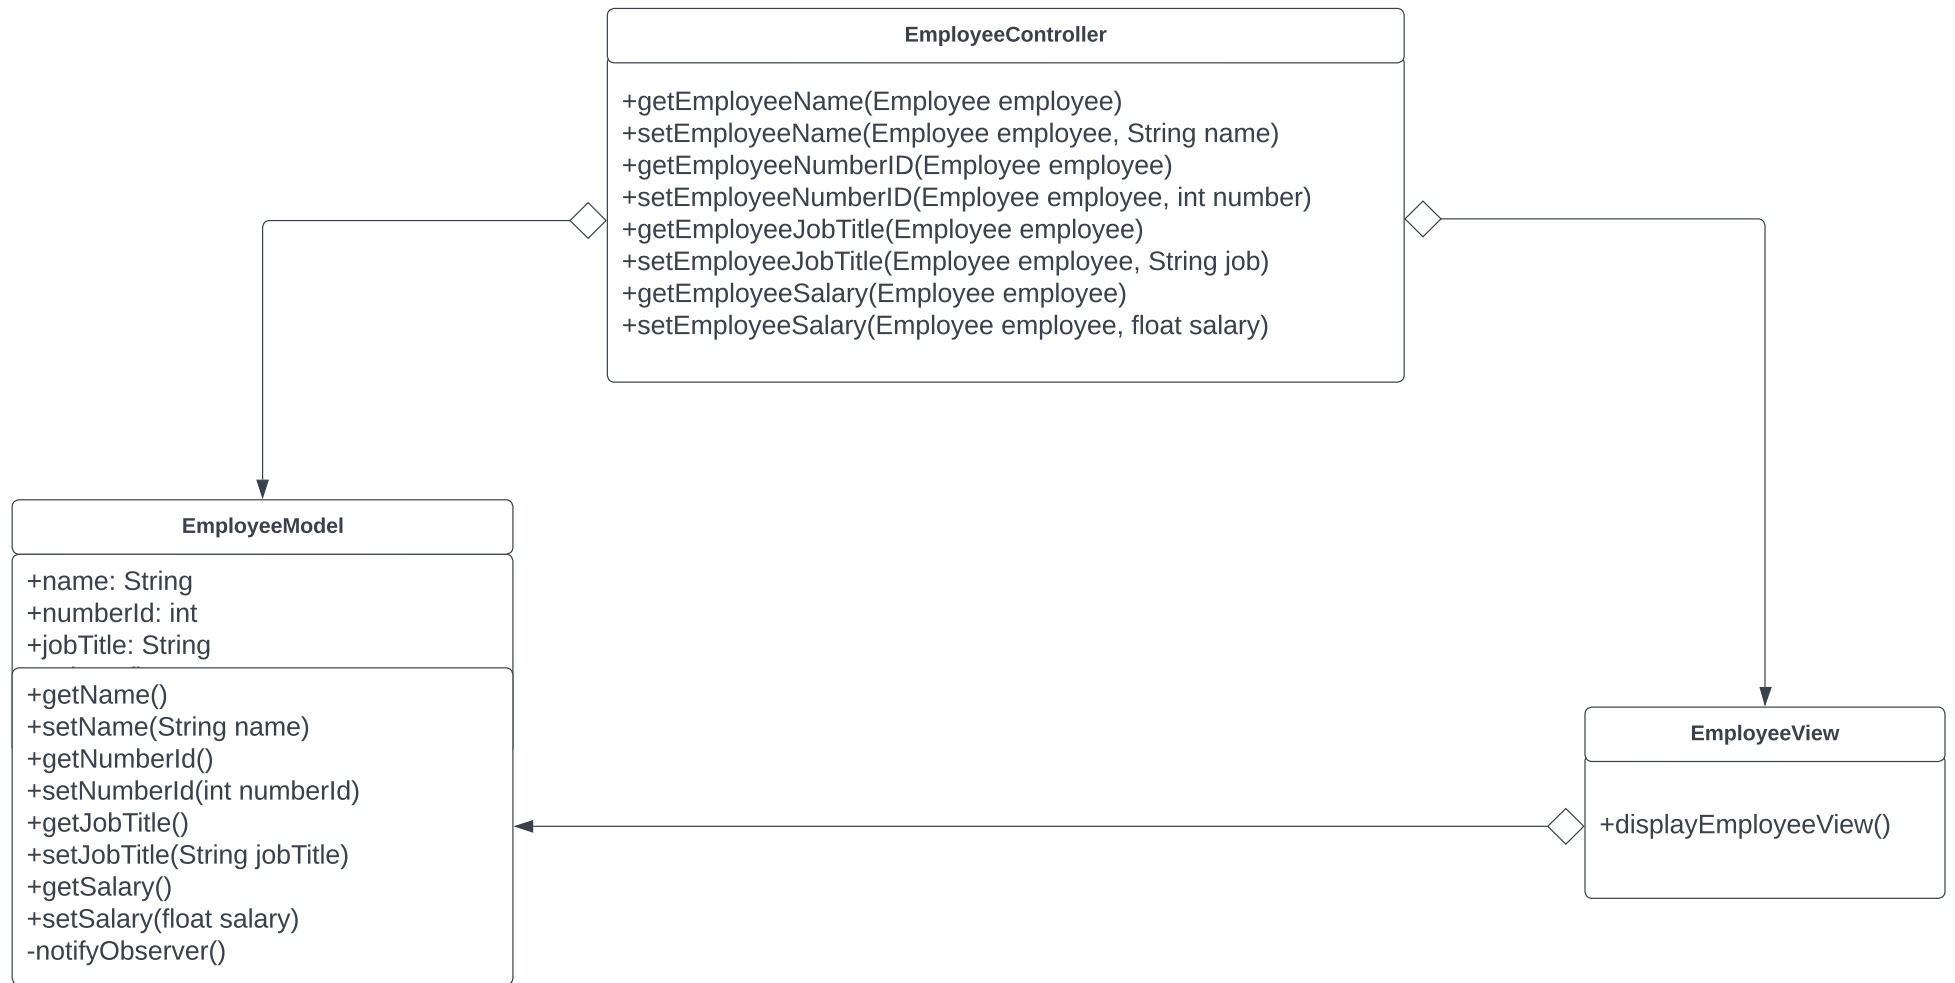 EmployeeController
+getEmployeeName(Employee employee)
+setEmployeeName(Employee employee, String name)
+getEmployeeNumberID(Employee employee)
+setEmployeeNumberID(Employee employee, int number)
+getEmployeeJobTitle(Employee employee)
+setEmployeeJobTitle(Employee employee, String job)
+getEmployeeSalary(Employee employee)
+setEmployeeSalary(Employee employee, float salary)
EmployeeModel
+name: String
+numberId: int
+jobTitle: String
+getName()
+setName(String name)
+getNumberId()
+setNumberId(int numberId)
+getJobTitle()
+setJobTitle(String jobTitle)
+getSalary()
+setSalary(float salary)
-notifyObserver()
EmployeeView
+displayEmployeeView()